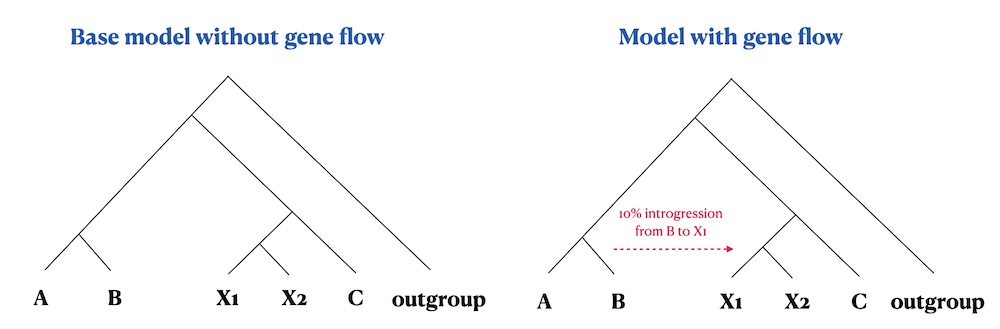 Base model without gene flow
A B X1 X2 C outgroup
Model with gene flow
10% introgression
from B to X1
A B X1 X2 C outgroup